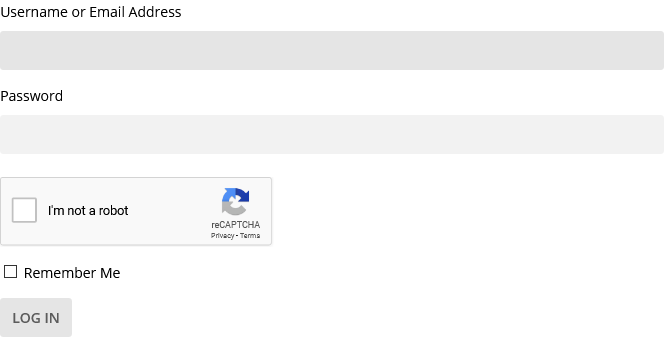 Username or Email Address
Password
I'm not a robot
reCAPTCHA
Privacy • Terms
Remember Me
LOG IN